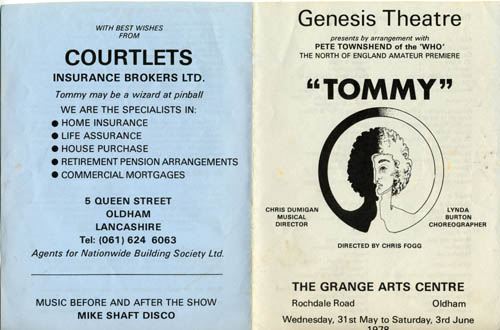 WITH BEST WISHES
FROM
COURTLETS
INSURANCE BROKERS LTD.
Tommy may be a wizard at pinball
WE ARE THE SPECIALISTS IN:
● HOME INSURANCE
● LIFE ASSURANCE
● HOUSE PURCHASE
● RETIREMENT PENSION ARRANGEMENTS
● COMMERCIAL MORTGAGES
5 QUEEN STREET
OLDHAM
LANCASHIRE
Tel: (061) 624 6063
Agents for Nationwide Building Society Ltd.
MUSIC BEFORE AND AFTER THE SHOW
MIKE SHAFT DISCO
Genesis Theatre
presents by arrangement with
PETE TOWNSHEND of the 'WHO'
THE NORTH OF ENGLAND AMATEUR PREMIERE
"TOMMY"
CHRIS DUMIGAN
MUSICAL
DIRECTOR
LYNDA
BURTON
CHOREOGRAPHER
DIRECTED BY CHRIS FOGG
THE GRANGE ARTS CENTRE
Rochdale Road Oldham
Wednesday, 31st May to Saturday, 3rd June
1978